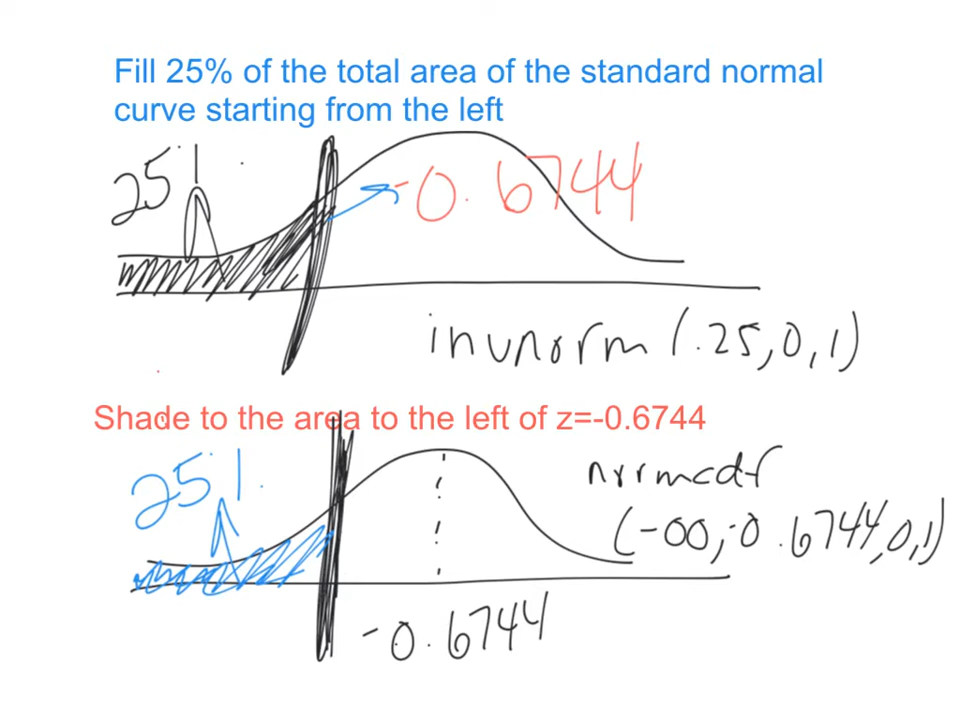 Fill 25% of the total area of the standard normal
curve starting from the left
25%
-0.6744
invnorm(.25,0,1)
Shade to the area to the left of z=-0.6744
25%
normcdf
(-∞,-0.6744,0,1)
-0.6744